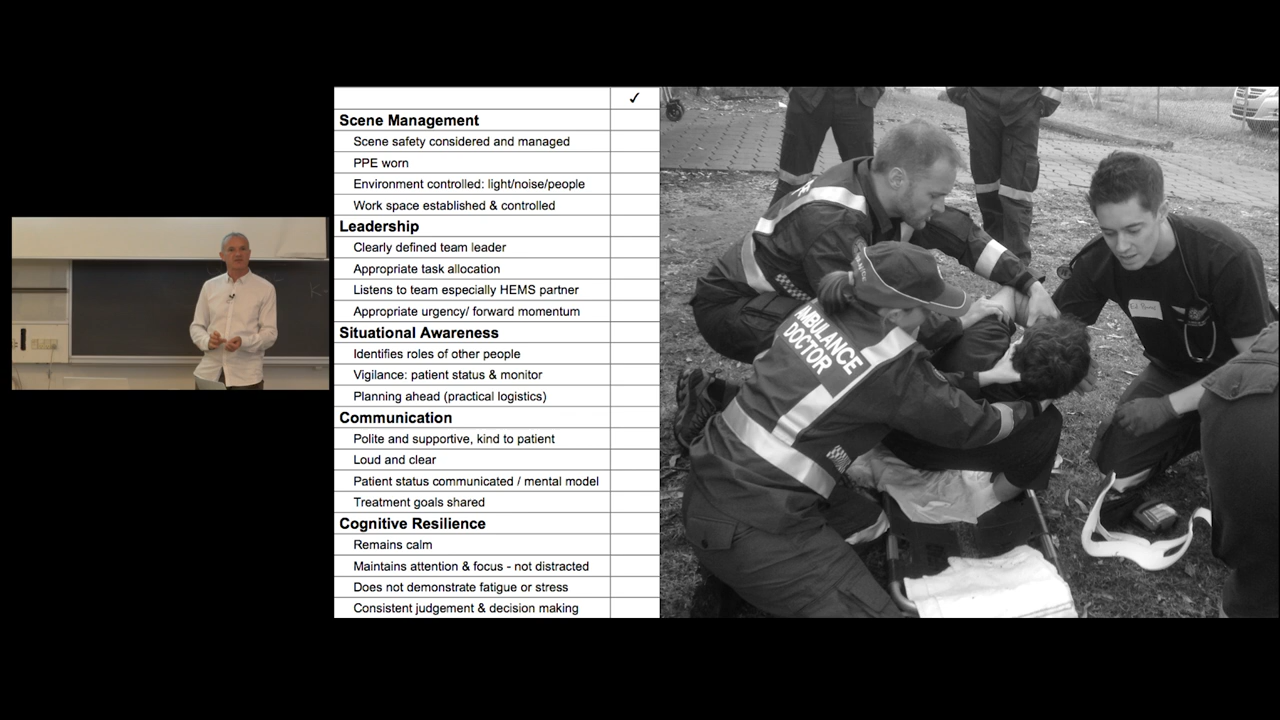 ✓
Scene Management
Scene safety considered and managed
PPE worn
Environment controlled: light/noise/people
Work space established & controlled
Leadership
Clearly defined team leader
Appropriate task allocation
Listens to team especially HEMS partner
Appropriate urgency/ forward momentum
Situational Awareness
Identifies roles of other people
Vigilance: patient status & monitor
Planning ahead (practical logistics)
Communication
Polite and supportive, kind to patient
Loud and clear
Patient status communicated / mental model
Treatment goals shared
Cognitive Resilience
Remains calm
Maintains attention & focus - not distracted
Does not demonstrate fatigue or stress
Consistent judgement & decision making
AMBULANCE
DOCTOR